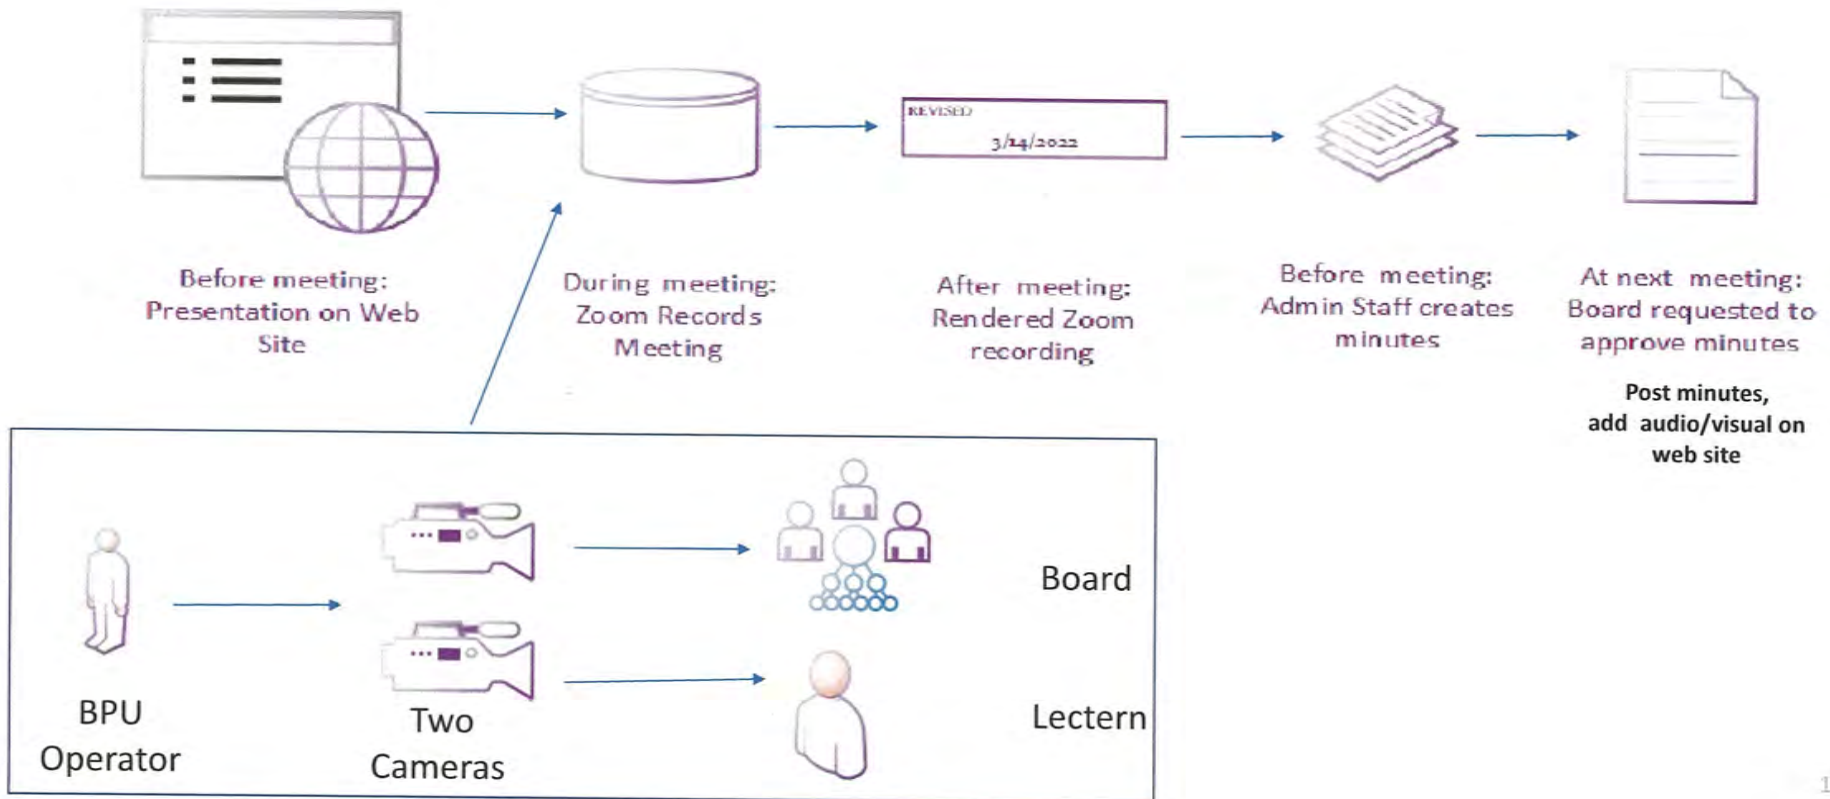 REVISED
3/14/2022
Before meeting:
Presentation on Web
Site
During meeting:
Zoom Records
Meeting
After meeting:
Rendered Zoom
recording
Before meeting:
Admin Staff creates
minutes
At next meeting:
Board requested to
approve minutes
Post minutes,
add audio/visual on
web site
BPU
Operator
Two
Cameras
Board
Lectern
1